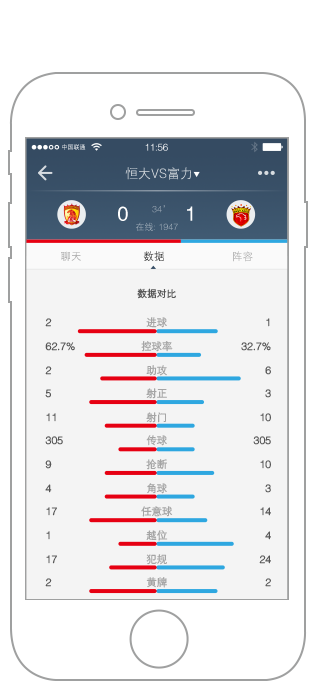 中国联通 11:56
恒大VS富力▾
0 34' 1
在线: 1947
聊天 数据 阵容
数据对比
2 进球 1
62.7% 控球率 32.7%
2 助攻 6
5 射正 3
11 射门 10
305 传球 305
9 抢断 10
4 角球 3
17 任意球 14
1 越位 4
17 犯规 24
2 黄牌 2